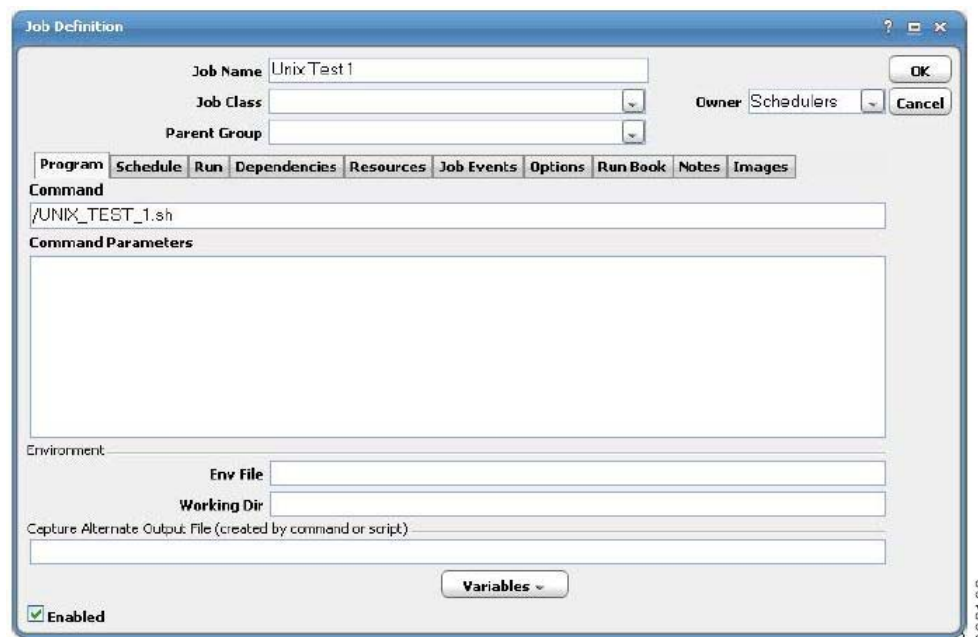 Job Definition
?
Job Name Unix Test 1
OK
Job Class
Owner Schedulers
Cancel
Parent Group
Program Schedule Run Dependencies Resources Job Events Options Run Book Notes Images
Command
/UNIX_TEST_1.sh
Command Parameters
Environment
Env File
Working Dir
Capture Alternate Output File (created by command or script)
Variables
Enabled